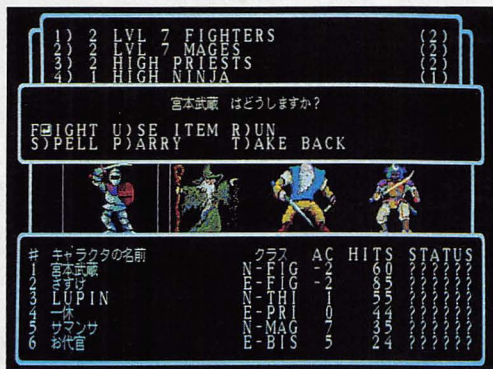 1) 2 LVL 7 FIGHTERS (2)
2) 2 LVL 7 MAGES (2)
3) 2 HIGH PRIESTS (2)
4) 1 HIGH NINJA (1)
宮本武蔵 はどうしますか?
F IGHT U)SE ITEM R)UN
S)PELL P)ARRY T)AKE BACK
# キャラクタの名前 クラス AC HITS STATUS
1 宮本武蔵 N-FIG -2 60 ??????
2 さすけ E-FIG -2 85 ??????
3 LUPIN N-THI 1 55 ??????
4 一休 E-PRI 0 44 ??????
5 サマンサ N-MAG 7 35 ??????
6 お代官 E-BIS 5 24 ??????